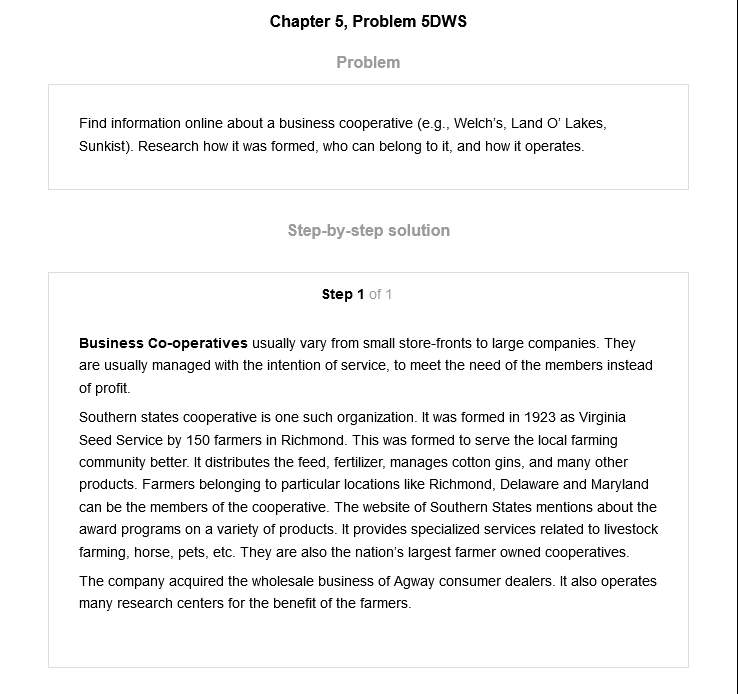 Chapter 5, Problem 5DWS
Problem
Find information online about a business cooperative (e.g., Welch's, Land O' Lakes,
Sunkist). Research how it was formed, who can belong to it, and how it operates.
Step-by-step solution
Step 1 of 1
Business Co-operatives usually vary from small store-fronts to large companies. They
are usually managed with the intention of service, to meet the need of the members instead
of profit.
Southern states cooperative is one such organization. It was formed in 1923 as Virginia
Seed Service by 150 farmers in Richmond. This was formed to serve the local farming
community better. It distributes the feed, fertilizer, manages cotton gins, and many other
products. Farmers belonging to particular locations like Richmond, Delaware and Maryland
can be the members of the cooperative. The website of Southern States mentions about the
award programs on a variety of products. It provides specialized services related to livestock
farming, horse, pets, etc. They are also the nation's largest farmer owned cooperatives.
The company acquired the wholesale business of Agway consumer dealers. It also operates
many research centers for the benefit of the farmers.